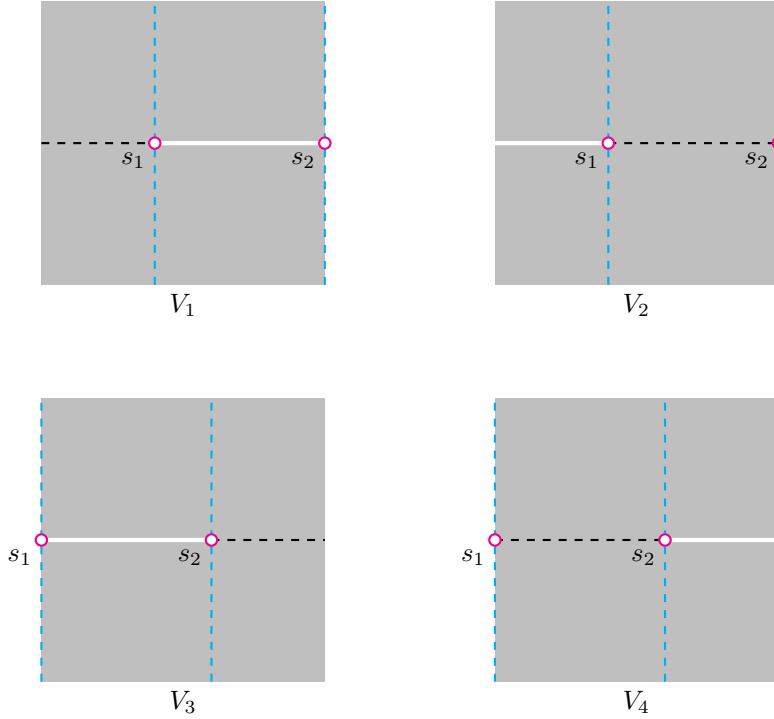 s₁ s₂ s₁ s₂
V₁ V₂
s₁ s₂ s₁ s₂
V₃ V₄